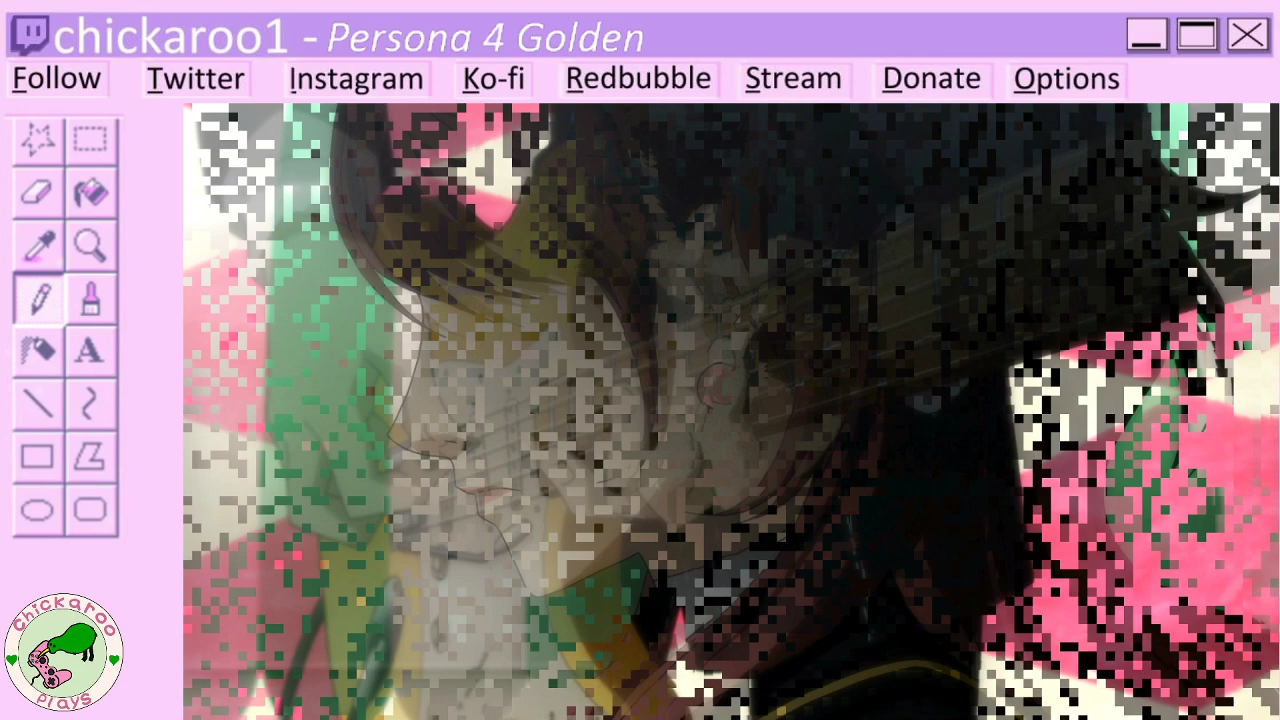 chickaroo1 - Persona 4 Golden
Follow Twitter Instagram Ko-fi Redbubble Stream Donate Options
A
Chickaroo
Plays